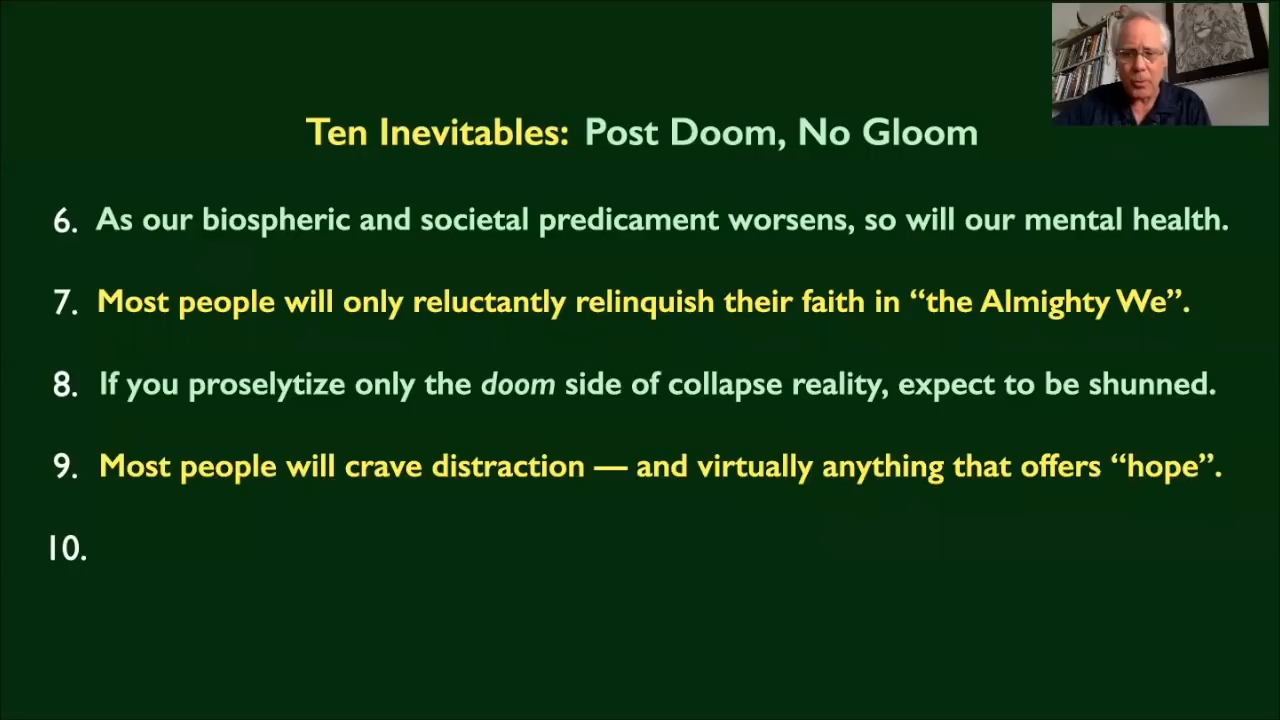 Ten Inevitables: Post Doom, No Gloom
6. As our biospheric and societal predicament worsens, so will our mental health.
7. Most people will only reluctantly relinquish their faith in “the Almighty We”.
8. If you proselytize only the doom side of collapse reality, expect to be shunned.
9. Most people will crave distraction — and virtually anything that offers “hope”.
10.